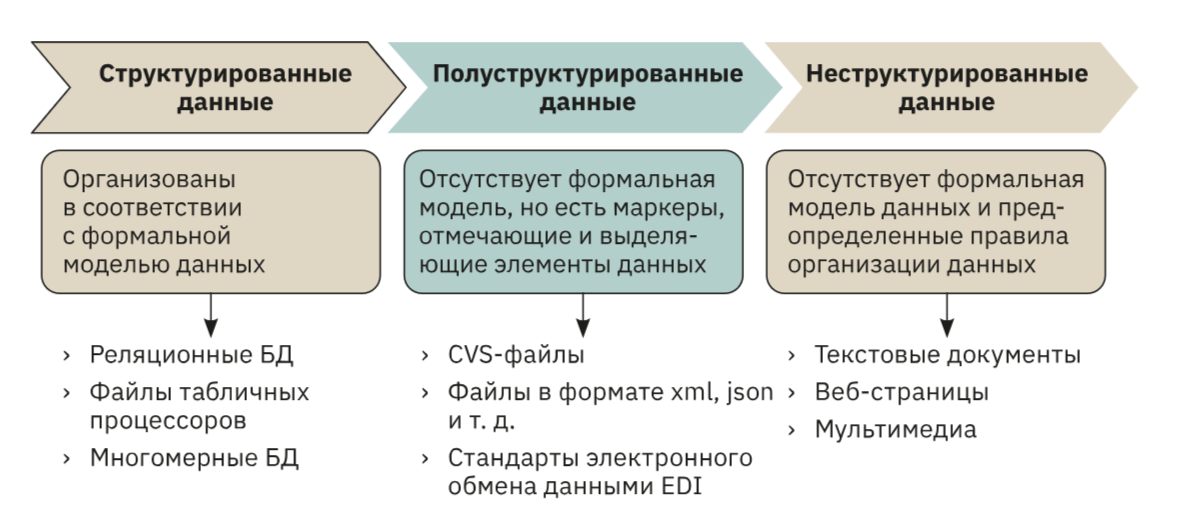 Структурированные
данные
Полуструктурированные
данные
Неструктурированные
данные
Организованы
в соответствии
с формальной
моделью данных
Отсутствует формальная
модель, но есть маркеры,
отмечающие и выделя-
ющие элементы данных
Отсутствует формальная
модель данных и пред-
определенные правила
организации данных
› Реляционные БД
› Файлы табличных
процессоров
› Многомерные БД
› CVS-файлы
› Файлы в формате xml, json
и т. д.
› Стандарты электронного
обмена данными EDI
› Текстовые документы
› Веб-страницы
› Мультимедиа